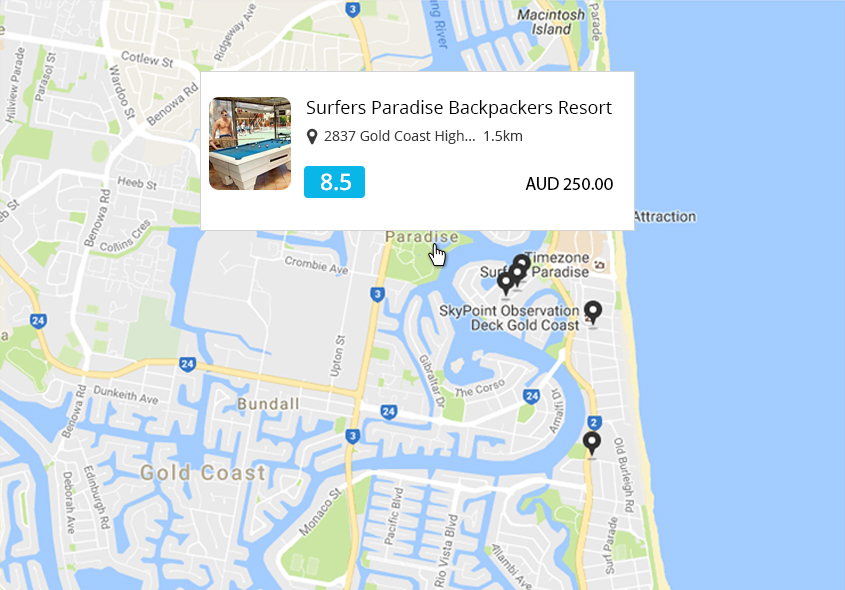 Macintosh
Island
Parade
Ridgeway Ave
3
Hillview Parade
Parasol St
Cotlew St
Wardoo St
Benowa Rd
Surfers Paradise Backpackers Resort
2837 Gold Coast High... 1.5km
8.5
AUD 250.00
Heeb St
Benowa Rd
Collins Cres
Attraction
Paradise
Crombie Ave
Timezone
Surfers Paradise
3
24
SkyPoint Observation
Deck Gold Coast
Upton St
24
Gibraltar Dr
The Corso
24
Amalfi Dr
Dunkeith Ave
Benowa Rd
Bundall
24
2
3
Old Burleigh Rd
Gold Coast
Deborah Ave
Edinburg Rd
Monaco St
Pacific Blvd
Rio Vista Blvd
Allambi Ave
Surf Parade